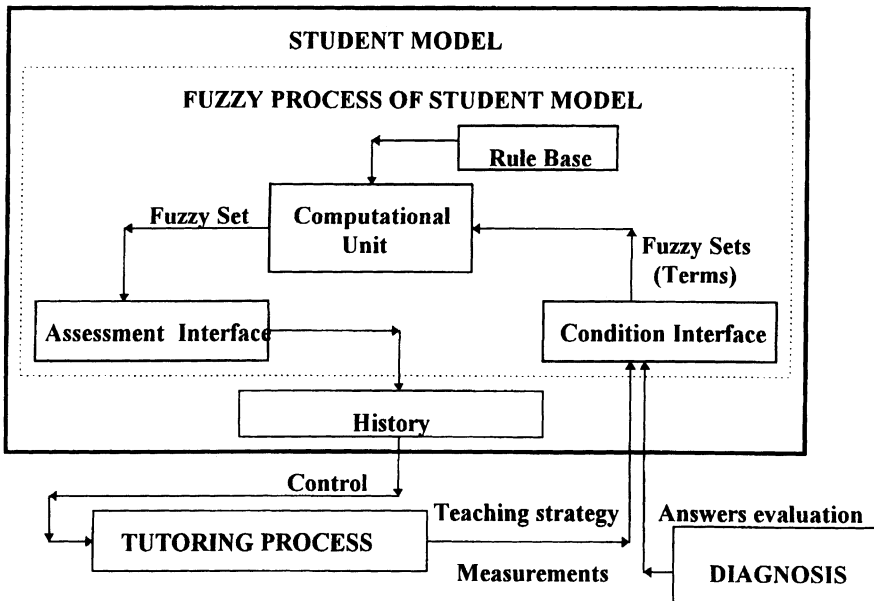 STUDENT MODEL
FUZZY PROCESS OF STUDENT MODEL
Rule Base
Computational
Unit
Fuzzy Set
Fuzzy Sets
(Terms)
Assessment Interface
Condition Interface
History
Control
Teaching strategy
Answers evaluation
TUTORING PROCESS
Measurements
DIAGNOSIS